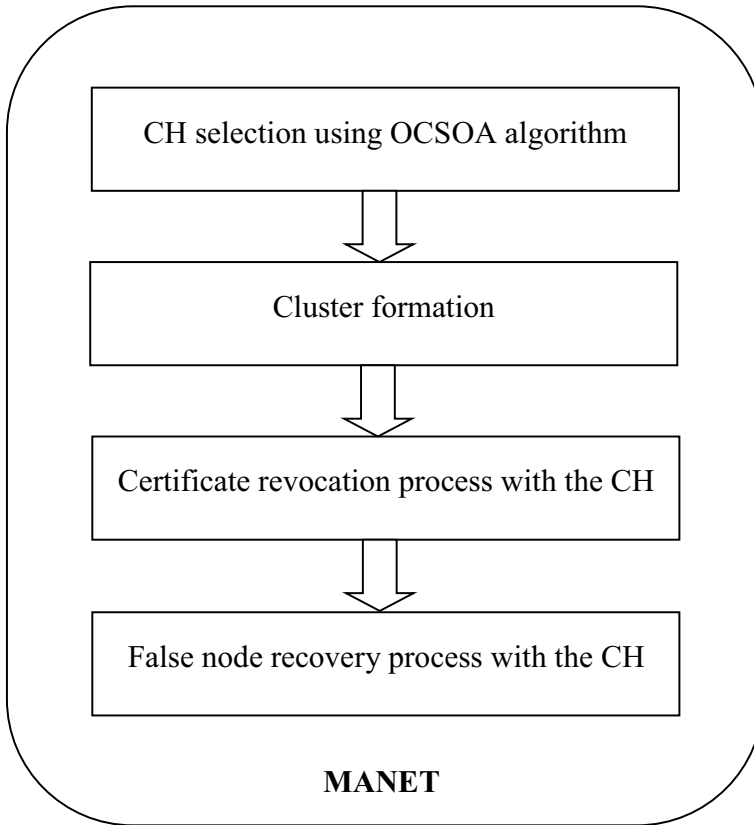 CH selection using OCSOA algorithm
Cluster formation
Certificate revocation process with the CH
False node recovery process with the CH
MANET